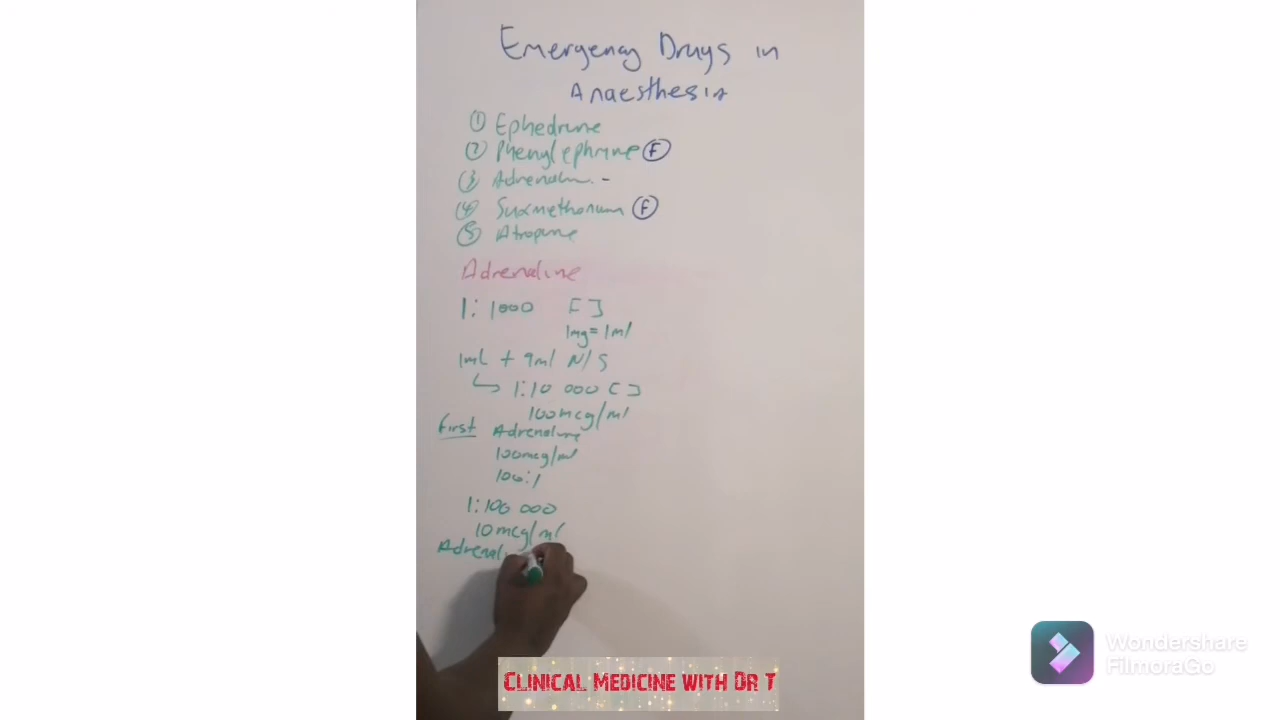 Emergency Drugs in
Anaesthesia
① Ephedrine
② Phenylephrine Ⓕ
③ Adrenalin -
④ Suxmethonium Ⓕ
⑤ Atropine
Adrenaline
1:1000 [ ]
1mg = 1ml
1ml + 9ml N/S
↳ 1:10 000 [ ]
100mcg/ml
First Adrenaline
100mcg/ml
100:1
1:100 000
10mcg/ml
Adrenal
CLINICAL MEDICINE WITH DR T
Wondershare
FilmoraGo